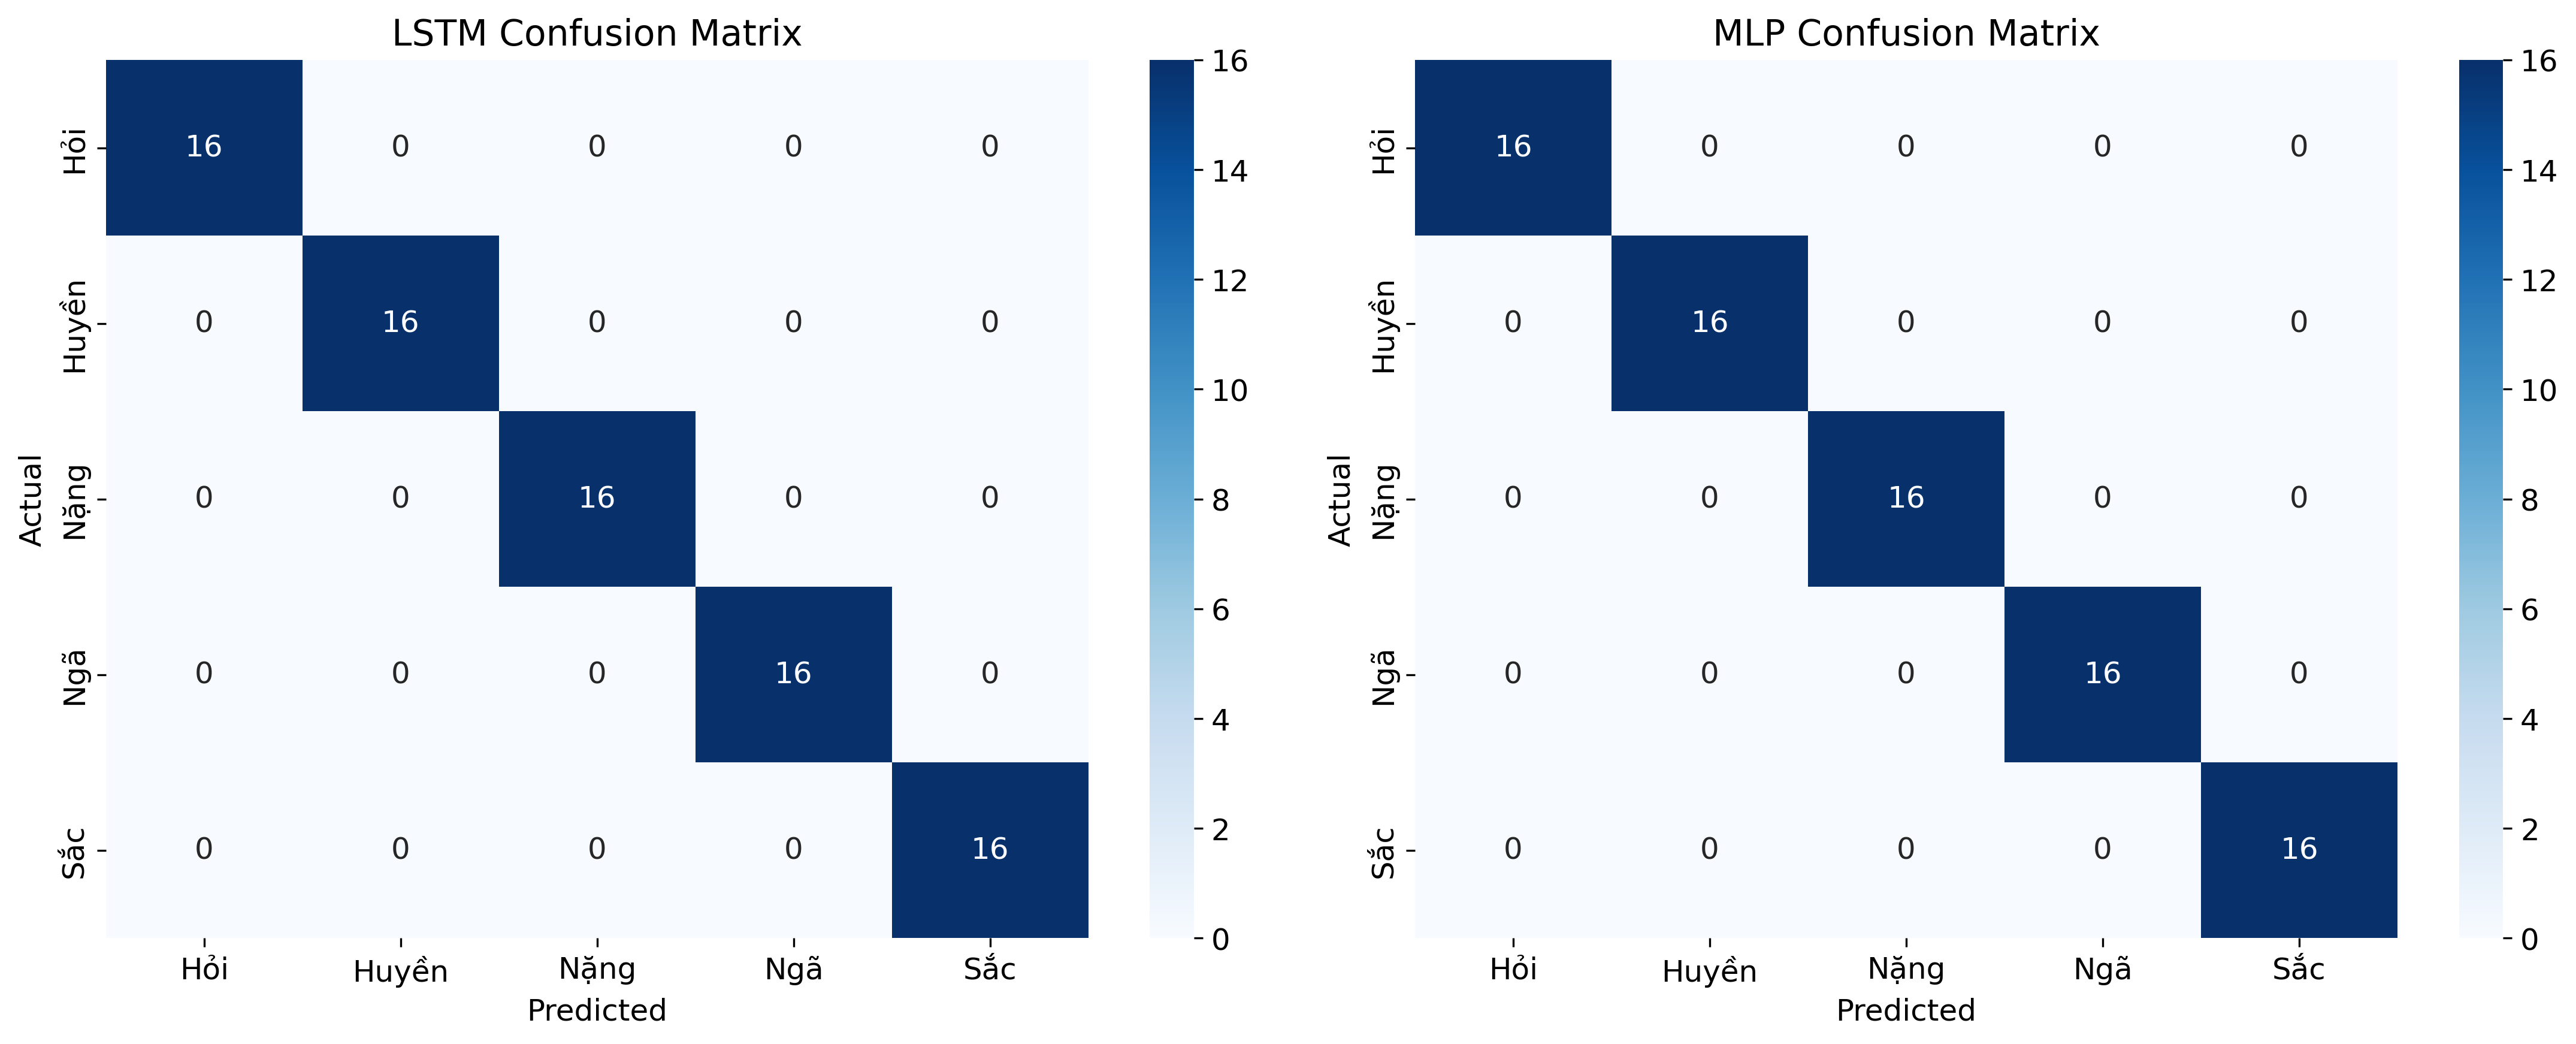 LSTM Confusion Matrix
Actual
Hỏi 16 0 0 0 0
Huyền 0 16 0 0 0
Nặng 0 0 16 0 0
Ngã 0 0 0 16 0
Sắc 0 0 0 0 16
Hỏi Huyền Nặng Ngã Sắc
Predicted
16
14
12
10
8
6
4
2
0
MLP Confusion Matrix
Actual
Hỏi 16 0 0 0 0
Huyền 0 16 0 0 0
Nặng 0 0 16 0 0
Ngã 0 0 0 16 0
Sắc 0 0 0 0 16
Hỏi Huyền Nặng Ngã Sắc
Predicted
16
14
12
10
8
6
4
2
0